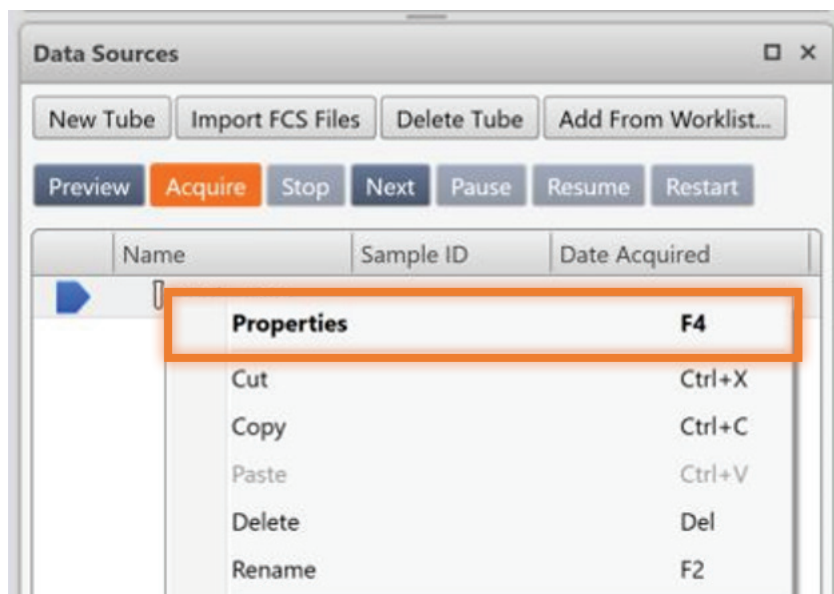 Data Sources
New Tube Import FCS Files Delete Tube Add From Worklist...
Preview Acquire Stop Next Pause Resume Restart
Name Sample ID Date Acquired
Properties F4
Cut Ctrl+X
Copy Ctrl+C
Paste Ctrl+V
Delete Del
Rename F2